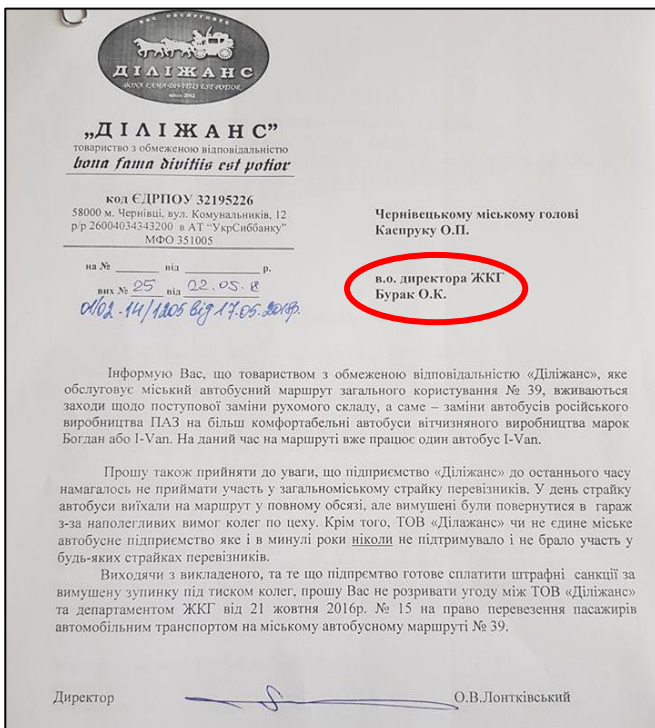 ДІЛІЖАНС
BONA FAMA DIVITIIS EST POTIOR
„ДІЛІЖАНС”
товариство з обмеженою відповідальністю
bona fama divitiis est potior
код ЄДРПОУ 32195226
58000 м. Чернівці, вул. Комунальників, 12
р/р 26004034343200 в АТ “УкрСиббанку”
МФО 351005
на № ______ від ____________ р.
вих № 25 від 22.05.
01/02-14/1205 від 17.05.2018р.
Чернівецькому міському голові
Каспруку О.П.
в.о. директора ЖКГ
Бурак О.К.
Інформую Вас, що товариством з обмеженою відповідальністю «Діліжанс», яке
обслуговує міський автобусний маршрут загального користування № 39, вживаються
заходи щодо поступової заміни рухомого складу, а саме – заміни автобусів російського
виробництва ПАЗ на більш комфортабельні автобуси вітчизняного виробництва марок
Богдан або I-Van. На даний час на маршруті вже працює один автобус I-Van.
Прошу також прийняти до уваги, що підприємство «Діліжанс» до останнього часу
намагалось не приймати участь у загальноміському страйку перевізників. У день страйку
автобуси виїхали на маршрут у повному обсязі, але вимушені були повернутися в гараж
з-за наполегливих вимог колег по цеху. Крім того, ТОВ «Ділажанс» чи не єдине міське
автобусне підприємство яке і в минулі роки ніколи не підтримувало і не брало участь у
будь-яких страйках перевізників.
Виходячи з викладеного, та те що підпрємтво готове сплатити штрафні санкції за
вимушену зупинку під тиском колег, прошу Вас не розривати угоду між ТОВ «Діліжанс»
та департаментом ЖКГ від 21 жовтня 2016р. № 15 на право перевезення пасажирів
автомобільним транспортом на міському автобусному маршруті № 39.
Директор
О.В.Лонтківський